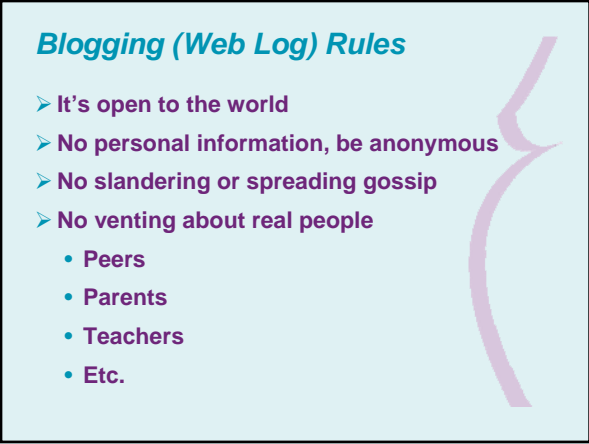 Blogging (Web Log) Rules
➢ It's open to the world
➢ No personal information, be anonymous
➢ No slandering or spreading gossip
➢ No venting about real people
• Peers
• Parents
• Teachers
• Etc.